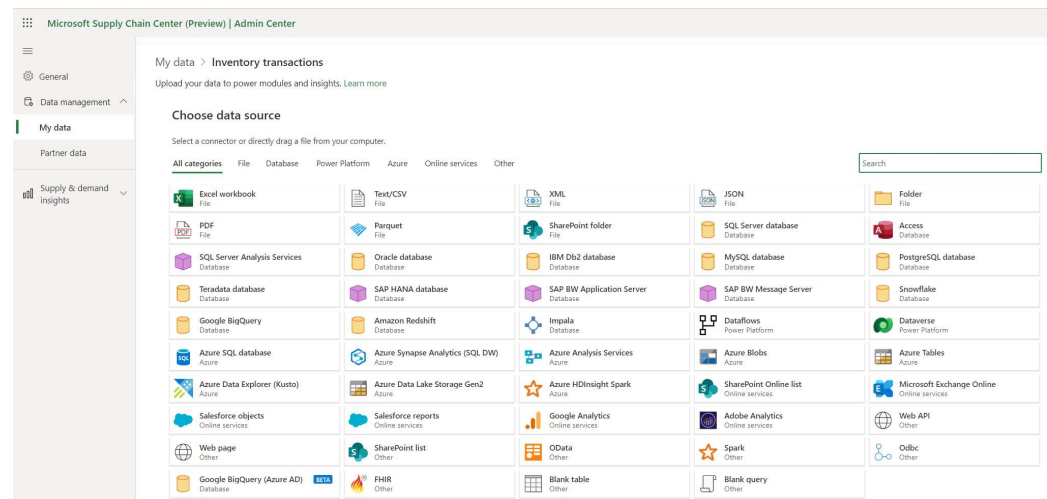 Microsoft Supply Chain Center (Preview) | Admin Center
General
Data management
My data
Partner data
Supply & demand
insights
My data > Inventory transactions
Upload your data to power modules and insights. Learn more
Choose data source
Select a connector or directly drag a file from your computer.
All categories File Database Power Platform Azure Online services Other
Search
Excel workbook Text/CSV XML JSON Folder
File File File File File
PDF Parquet SharePoint folder SQL Server database Access
File File File Database Database
SQL Server Analysis Services Oracle database IBM Db2 database MySQL database PostgreSQL database
Database Database Database Database Database
Teradata database SAP HANA database SAP BW Application Server SAP BW Message Server Snowflake
Database Database Database Database Database
Google BigQuery Amazon Redshift Impala Dataflows Dataverse
Database Database Database Power Platform Power Platform
Azure SQL database Azure Synapse Analytics (SQL DW) Azure Analysis Services Azure Blobs Azure Tables
Azure Azure Azure Azure Azure
Azure Data Explorer (Kusto) Azure Data Lake Storage Gen2 Azure HDInsight Spark SharePoint Online list Microsoft Exchange Online
Azure Azure Azure Online services Online services
Salesforce objects Salesforce reports Google Analytics Adobe Analytics Web API
Online services Online services Online services Online services Other
Web page SharePoint list OData Spark Odbc
Other Other Other Other Other
Google BigQuery (Azure AD) BETA FHIR Blank table Blank query
Database Other Other Other